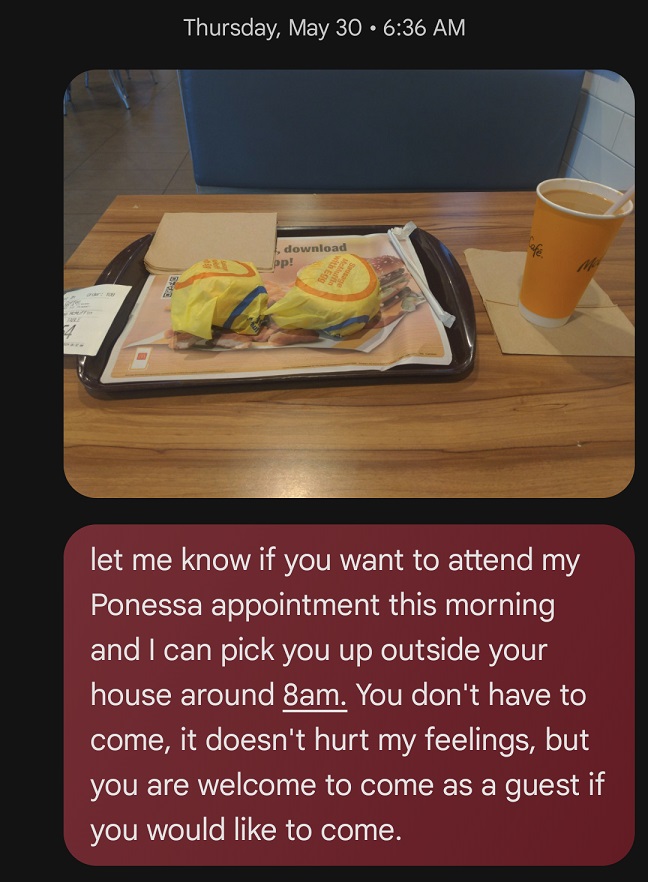 Thursday, May 30 • 6:36 AM
, download
pp!
let me know if you want to attend my
Ponessa appointment this morning
and I can pick you up outside your
house around 8am. You don't have to
come, it doesn't hurt my feelings, but
you are welcome to come as a guest if
you would like to come.